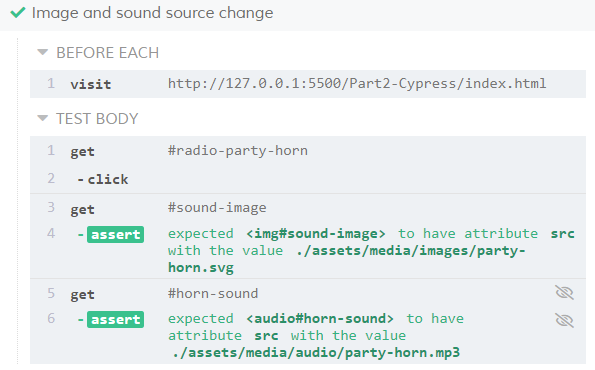 Image and sound source change
BEFORE EACH
1 visit http://127.0.0.1:5500/Part2-Cypress/index.html
TEST BODY
1 get #radio-party-horn
2 -click
3 get #sound-image
4 -assert expected <img#sound-image> to have attribute src
with the value ./assets/media/images/party-
horn.svg
5 get #horn-sound
6 -assert expected <audio#horn-sound> to have
attribute src with the value
./assets/media/audio/party-horn.mp3